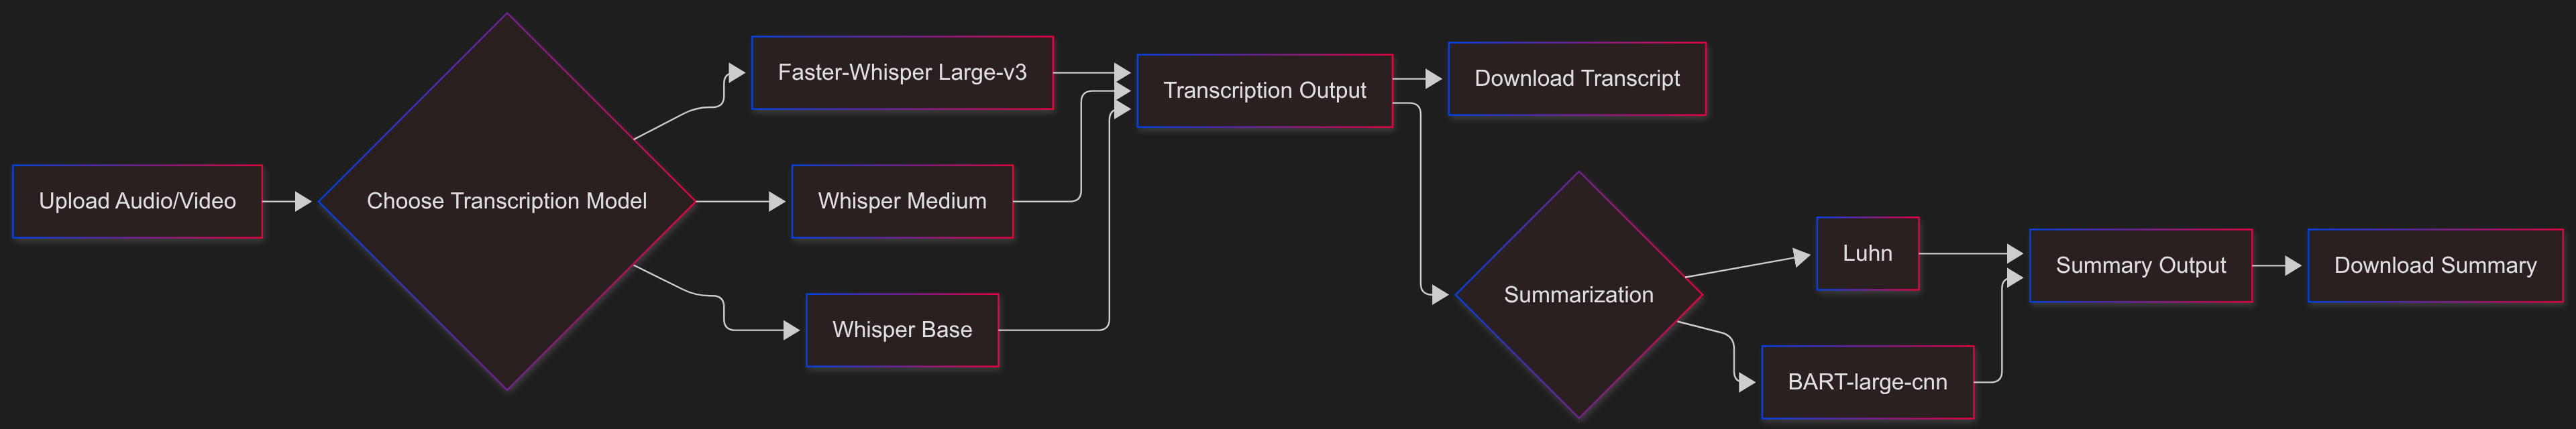 Upload Audio/Video
Choose Transcription Model
Faster-Whisper Large-v3
Whisper Medium
Whisper Base
Transcription Output
Download Transcript
Summarization
Luhn
BART-large-cnn
Summary Output
Download Summary